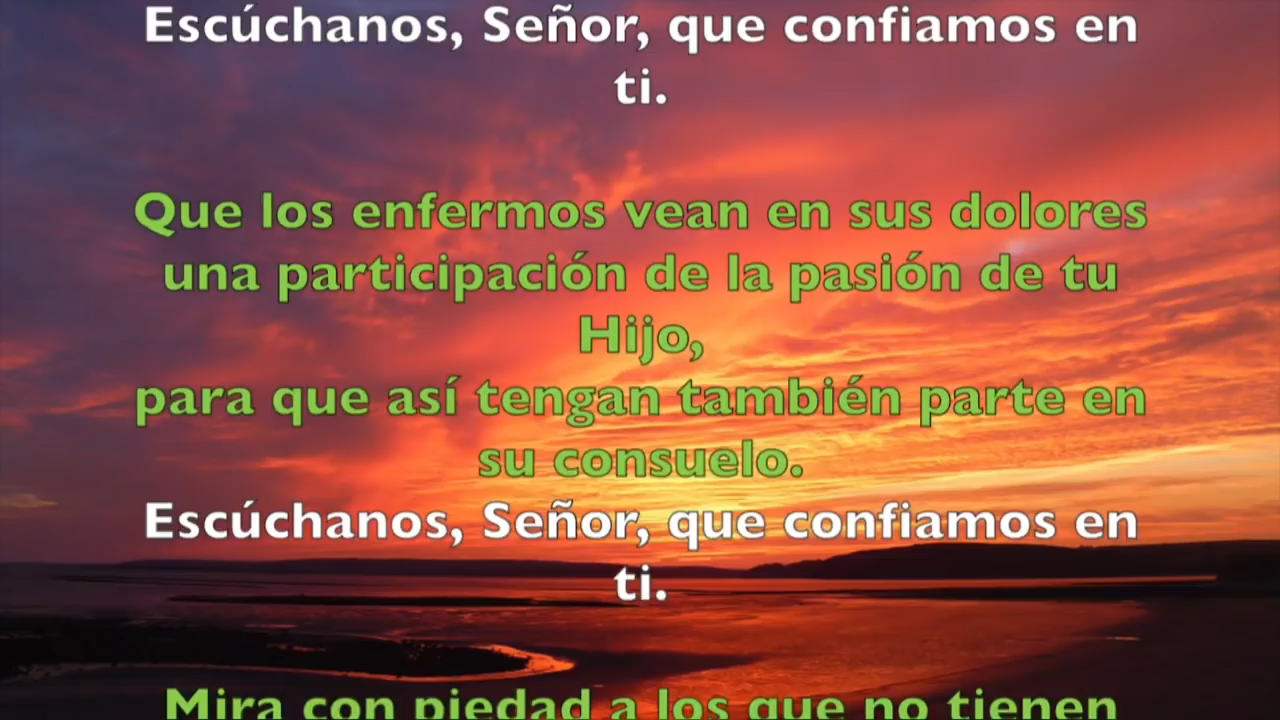 Escúchanos, Señor, que confiamos en
ti.
Que los enfermos vean en sus dolores
una participación de la pasión de tu
Hijo,
para que así tengan también parte en
su consuelo.
Escúchanos, Señor, que confiamos en
ti.
Mira con piedad a los que no tienen